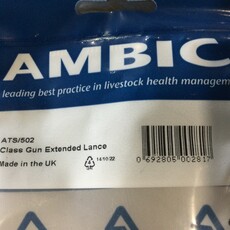 AMBIC
leading best practice in livestock health managem
ATS/502
Class Gun Extended Lance
Made in the UK
14:10:22
0 692805 002817